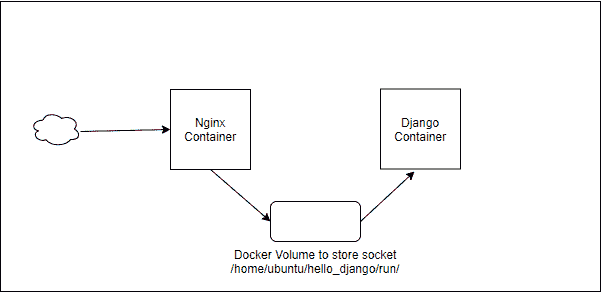 Nginx
Container
Django
Container
Docker Volume to store socket
/home/ubuntu/hello_django/run/